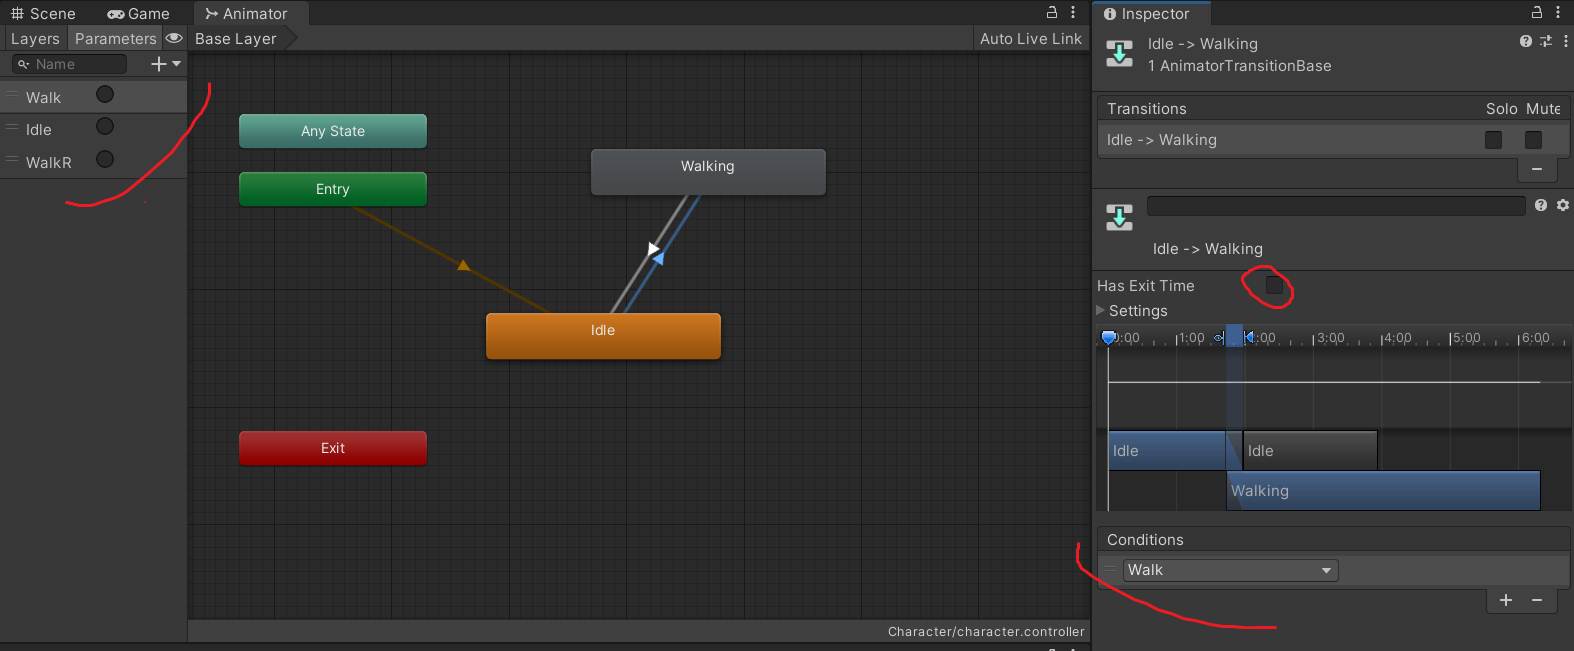 Scene Game Animator
Layers Parameters Base Layer Auto Live Link
Name
Walk
Idle
WalkR
Any State
Entry
Walking
Idle
Exit
Character/character.controller
Inspector
Idle -> Walking
1 AnimatorTransitionBase
Transitions Solo Mute
Idle -> Walking
Idle -> Walking
Has Exit Time
Settings
0:00 1:00 2:00 3:00 4:00 5:00 6:00
Idle Idle
Walking
Conditions
Walk